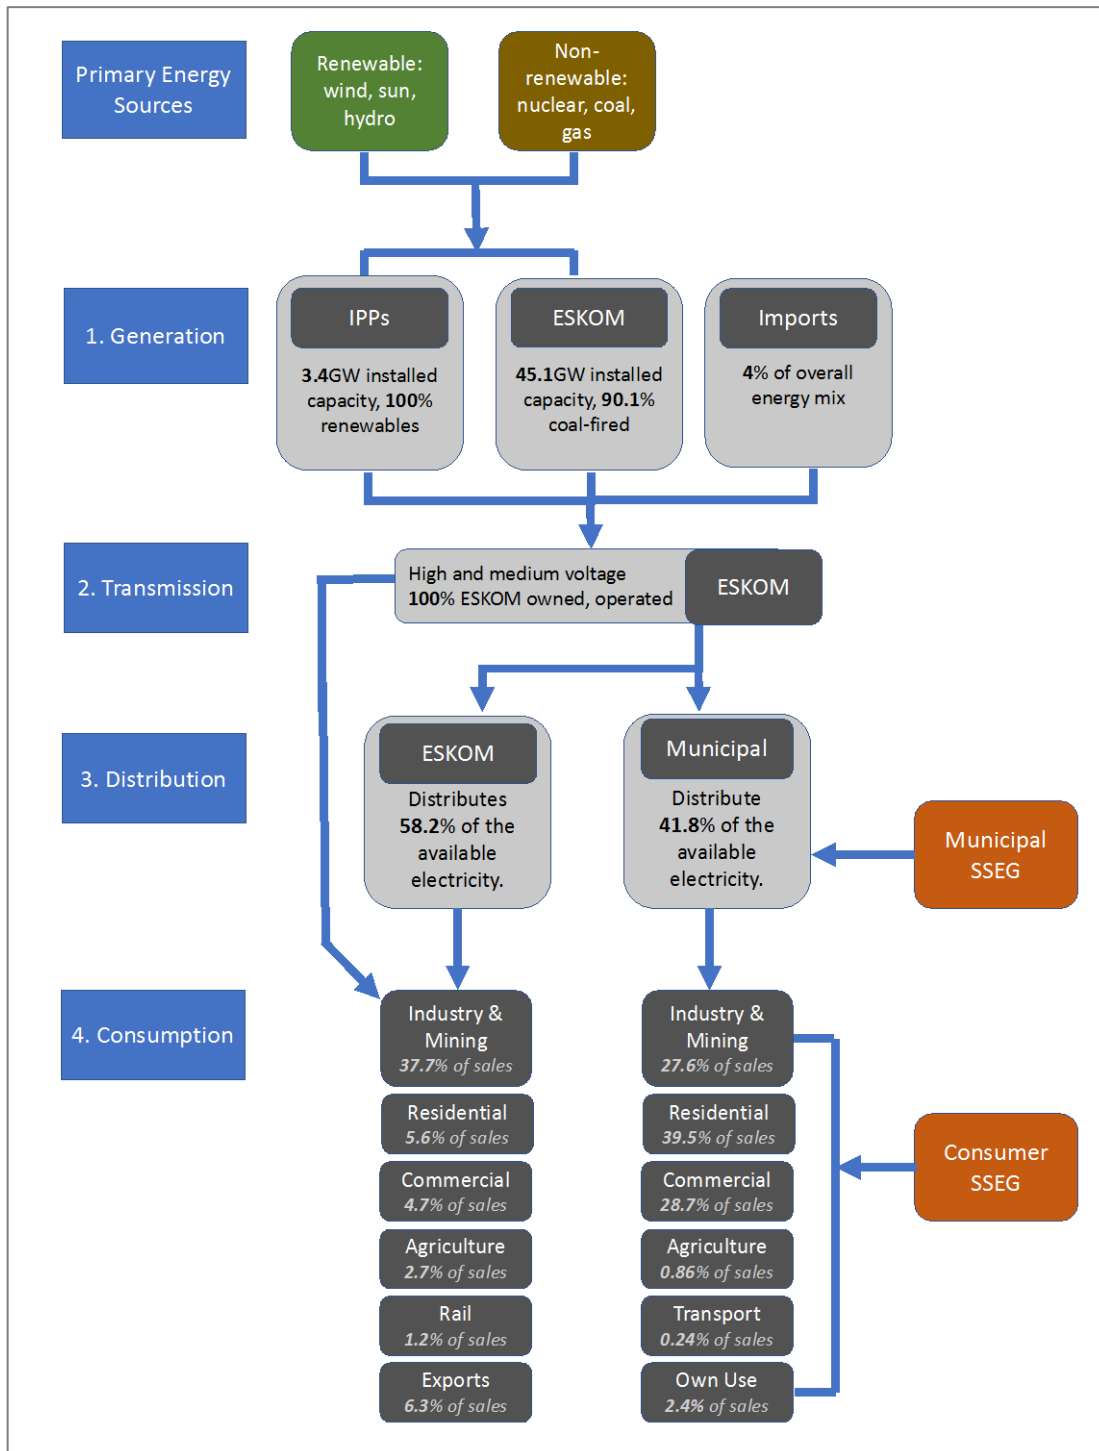 Primary Energy
Sources
Renewable:
wind, sun,
hydro
Non-
renewable:
nuclear, coal,
gas
1. Generation
IPPs
3.4GW installed
capacity, 100%
renewables
ESKOM
45.1GW installed
capacity, 90.1%
coal-fired
Imports
4% of overall
energy mix
2. Transmission
High and medium voltage
100% ESKOM owned, operated
ESKOM
3. Distribution
ESKOM
Distributes
58.2% of the
available
electricity.
Municipal
Distribute
41.8% of the
available
electricity.
Municipal
SSEG
4. Consumption
Industry &
Mining
37.7% of sales
Residential
5.6% of sales
Commercial
4.7% of sales
Agriculture
2.7% of sales
Rail
1.2% of sales
Exports
6.3% of sales
Industry &
Mining
27.6% of sales
Residential
39.5% of sales
Commercial
28.7% of sales
Agriculture
0.86% of sales
Transport
0.24% of sales
Own Use
2.4% of sales
Consumer
SSEG